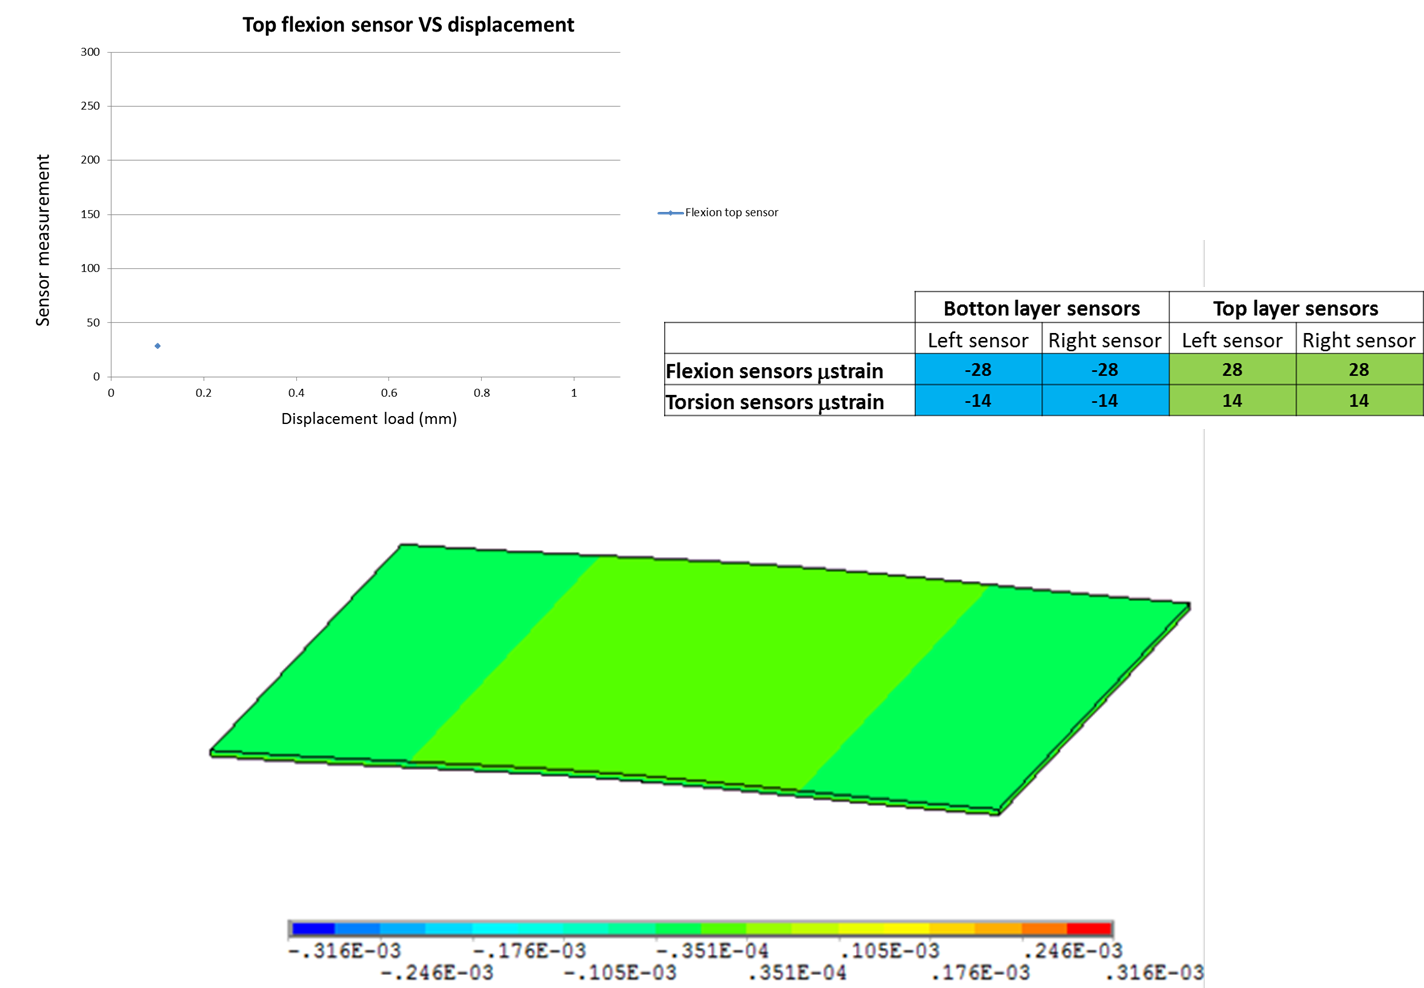 Top flexion sensor VS displacement
300
250
200
150
100
50
0
0 0.2 0.4 0.6 0.8 1
Sensor measurement
Displacement load (mm)
Flexion top sensor
Botton layer sensors Top layer sensors
Left sensor Right sensor Left sensor Right sensor
Flexion sensors μstrain -28 -28 28 28
Torsion sensors μstrain -14 -14 14 14
-.316E-03 -.176E-03 -.351E-04 .105E-03 .246E-03
-.246E-03 -.105E-03 .351E-04 .176E-03 .316E-03